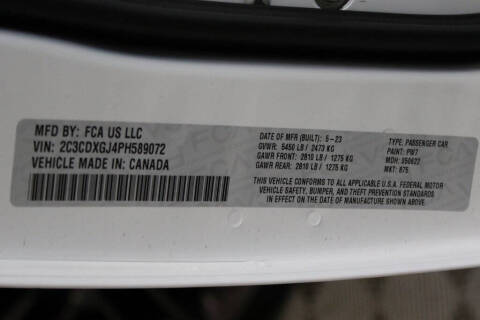 MFD BY: FCA US LLC
VIN: 2C3CDXGJ4PH589072
VEHICLE MADE IN: CANADA
DATE OF MFR (BUILT): 5-23
GVWR: 5450 LB / 2473 KG
GAWR FRONT: 2810 LB / 1275 KG
GAWR REAR: 2810 LB / 1275 KG
TYPE: PASSENGER CAR
PAINT: PW7
MDH: 050622
MKT: 675
THIS VEHICLE CONFORMS TO ALL APPLICABLE U.S.A. FEDERAL MOTOR
VEHICLE SAFETY, BUMPER, AND THEFT PREVENTION STANDARDS
IN EFFECT ON THE DATE OF MANUFACTURE SHOWN ABOVE.